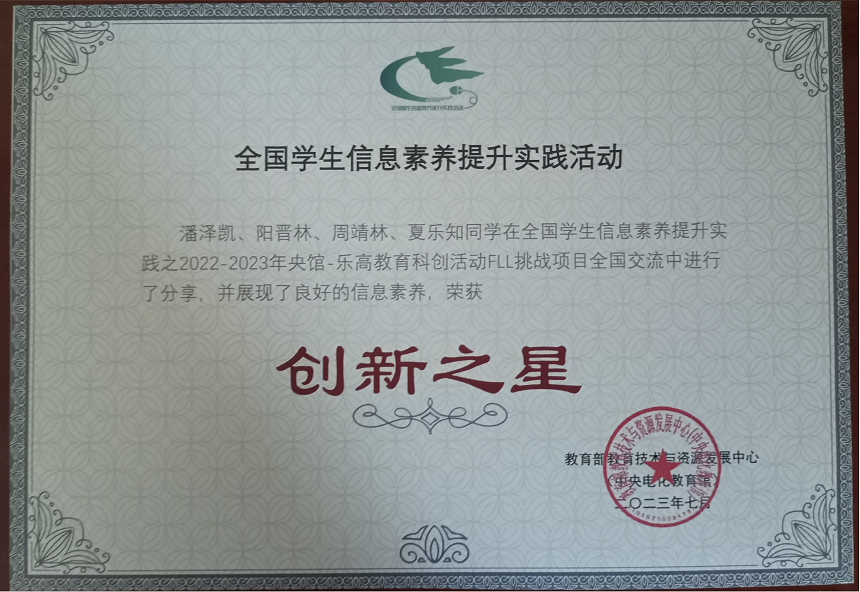 全国学生信息素养提升实践活动
潘泽凯、阳晋林、周靖林、夏乐知同学在全国学生信息素养提升实
践之2022-2023年央馆-乐高教育科创活动FLL挑战项目全国交流中进行
了分享，并展现了良好的信息素养，荣获
创新之星
教育部教育技术与资源发展中心
（中央电化教育馆）
二〇二三年七月